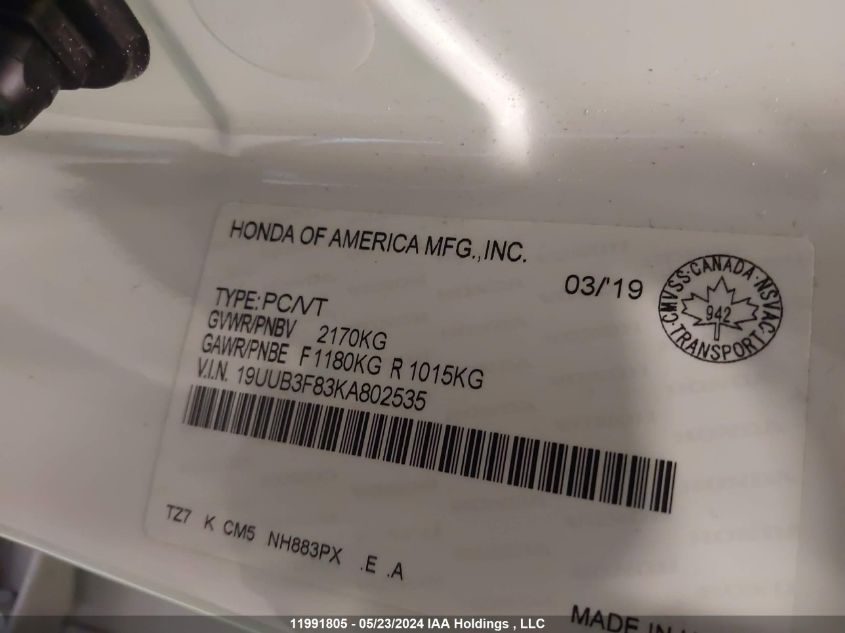 HONDA OF AMERICA MFG.,INC.
03/'19
CMVSS·CANADA·NSVAC·
942
TRANSPORT
TYPE: PC/VT
GVWR/PNBV 2170KG
GAWR/PNBE F1180KG R 1015KG
V.I.N. 19UUB3F83KA802535
TZ7 K CM5 NH883PX .E .A
MADE IN
11991805 - 05/23/2024 IAA Holdings , LLC